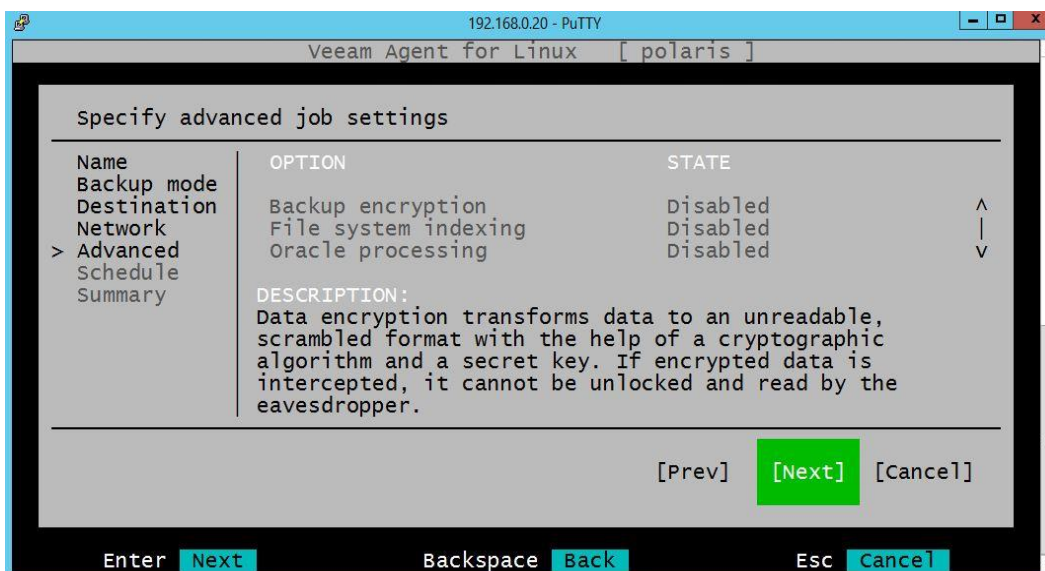 192.168.0.20 - PuTTY
X
Veeam Agent for Linux [ polaris ]
Specify advanced job settings
Name
Backup mode
Destination
Network
> Advanced
Schedule
Summary
OPTION STATE
Backup encryption Disabled ^
File system indexing Disabled |
Oracle processing Disabled v
DESCRIPTION:
Data encryption transforms data to an unreadable,
scrambled format with the help of a cryptographic
algorithm and a secret key. If encrypted data is
intercepted, it cannot be unlocked and read by the
eavesdropper.
[Prev] [Next] [Cancel]
Enter Next Backspace Back Esc Cancel